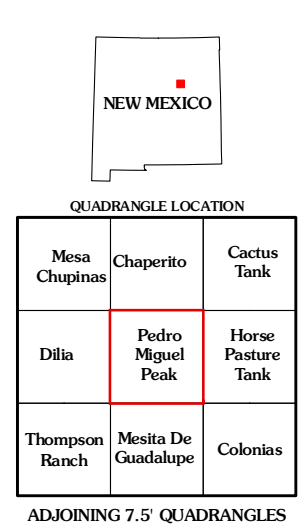 NEW MEXICO
QUADRANGLE LOCATION
Mesa
Chupinas
Chaperito
Cactus
Tank
Dilia
Pedro
Miguel
Peak
Horse
Pasture
Tank
Thompson
Ranch
Mesita De
Guadalupe
Colonias
ADJOINING 7.5' QUADRANGLES